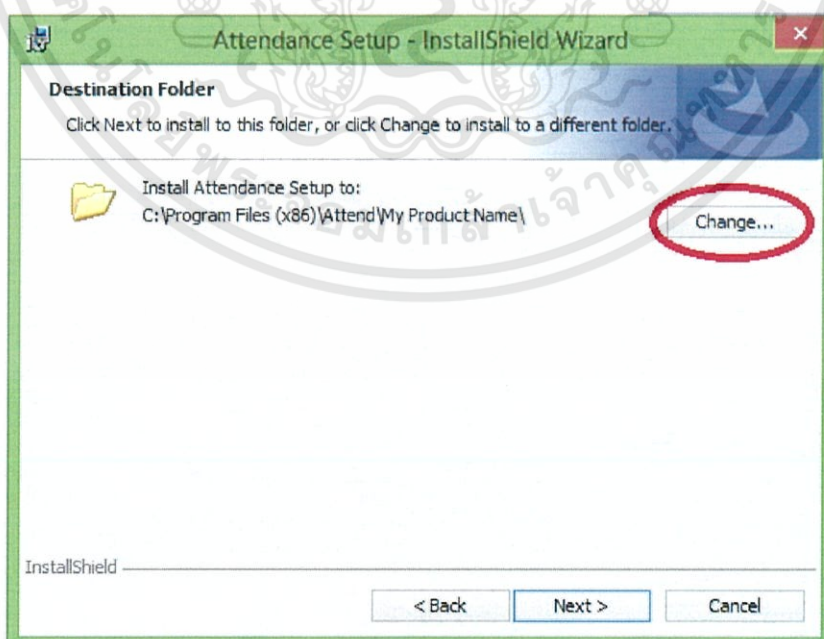 Attendance Setup - InstallShield Wizard
Destination Folder
Click Next to install to this folder, or click Change to install to a different folder.
Install Attendance Setup to:
C:\Program Files (x86)\Attend\My Product Name\
Change...
InstallShield
< Back
Next >
Cancel